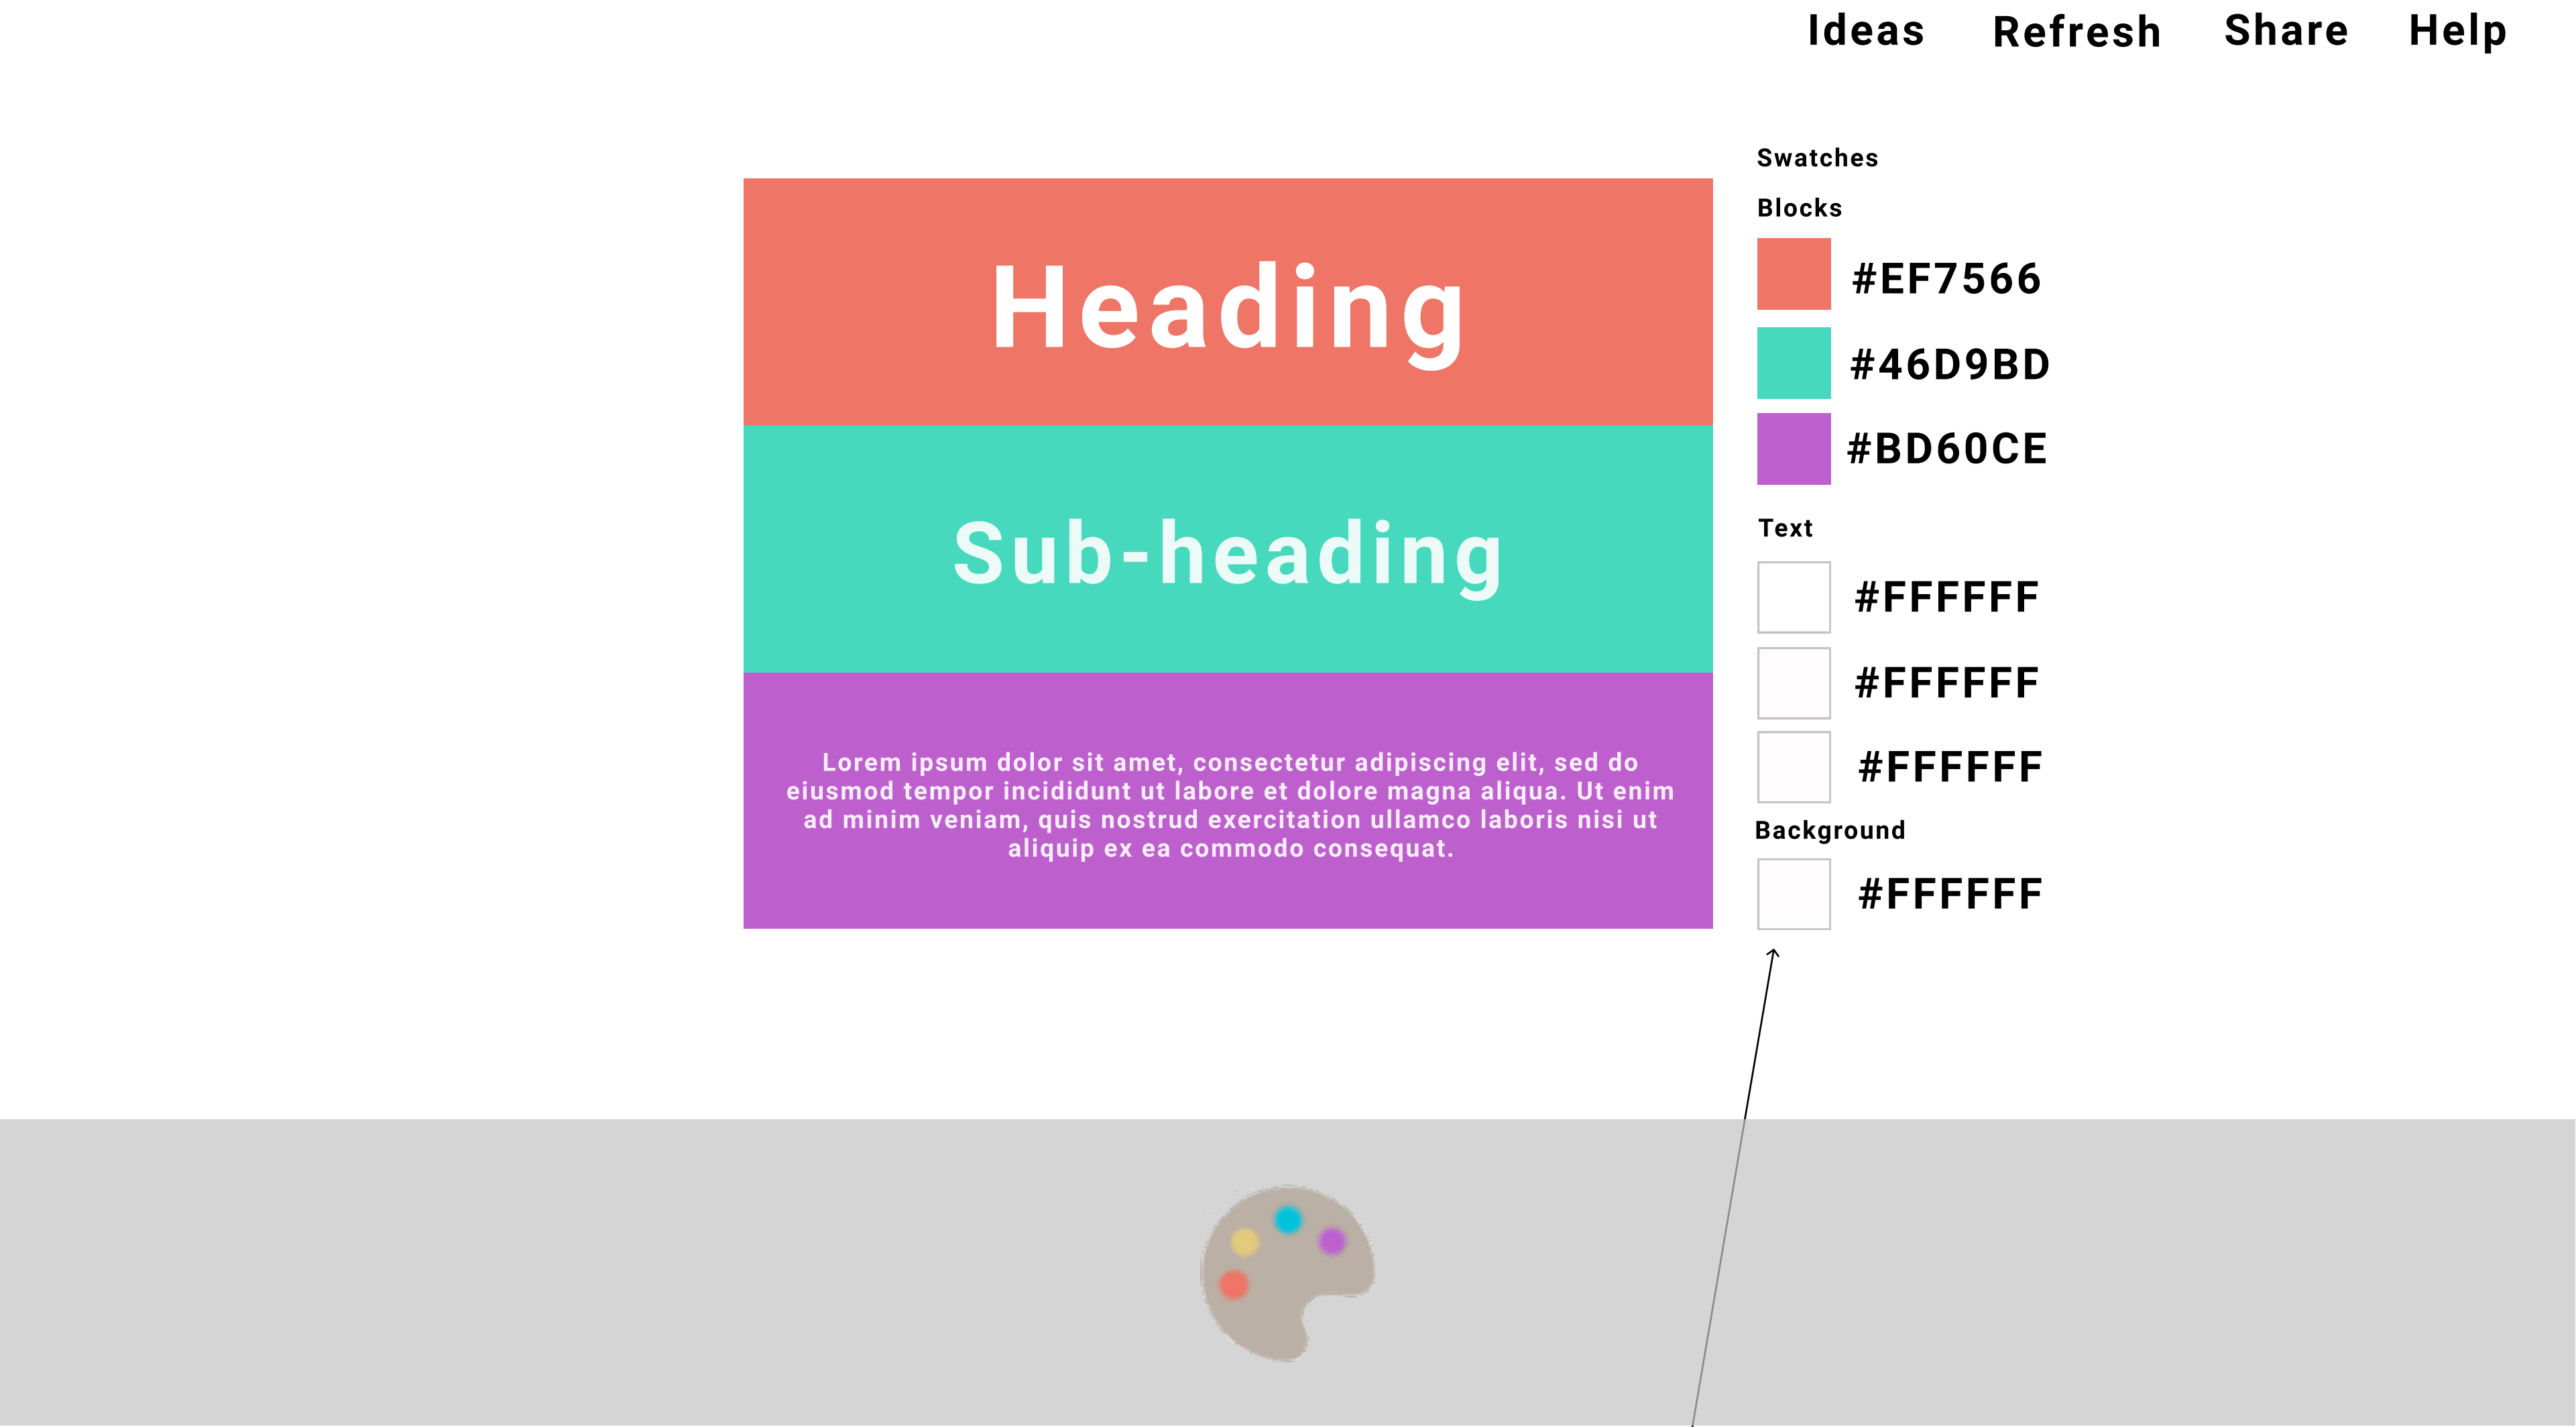 Ideas Refresh Share Help
Swatches
Blocks
Heading
#EF7566
#46D9BD
#BD60CE
Sub-heading
Text
#FFFFFF
#FFFFFF
#FFFFFF
Lorem ipsum dolor sit amet, consectetur adipiscing elit, sed do
eiusmod tempor incididunt ut labore et dolore magna aliqua. Ut enim
ad minim veniam, quis nostrud exercitation ullamco laboris nisi ut
aliquip ex ea commodo consequat.
Background
#FFFFFF